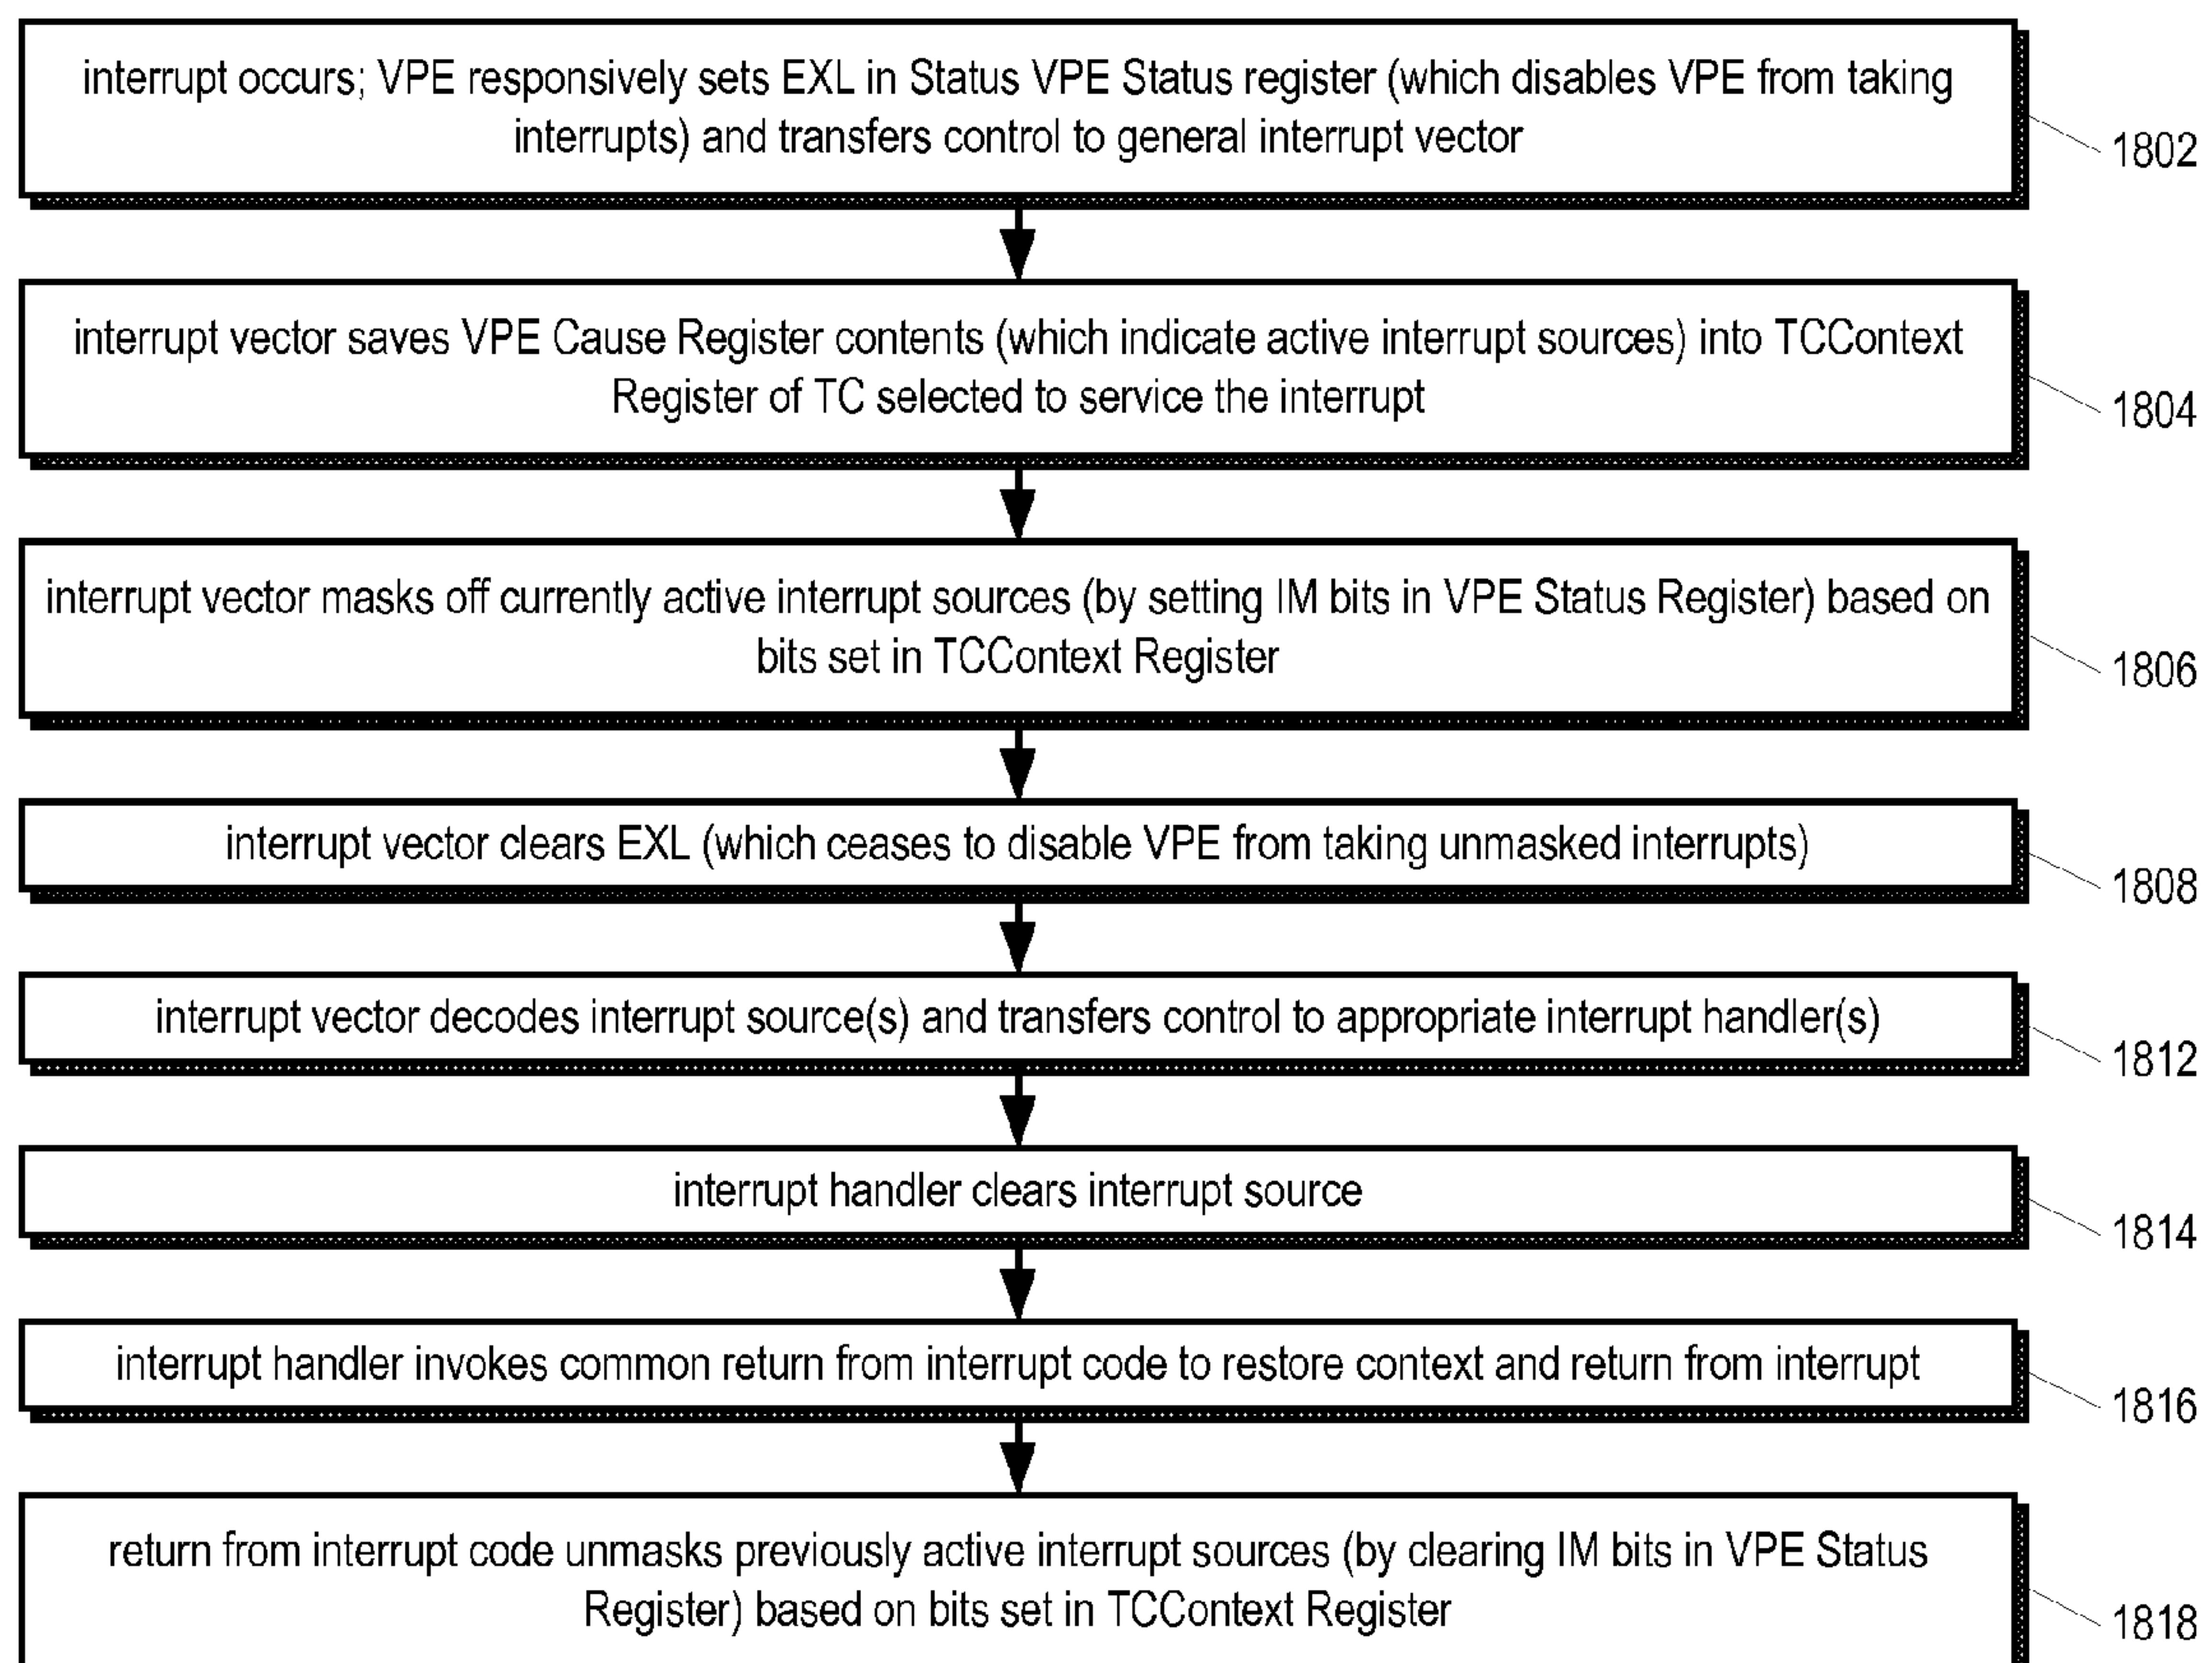 interrupt occurs; VPE responsively sets EXL in Status VPE Status register (which disables VPE from taking
interrupts) and transfers control to general interrupt vector
1802
interrupt vector saves VPE Cause Register contents (which indicate active interrupt sources) into TCContext
Register of TC selected to service the interrupt
1804
interrupt vector masks off currently active interrupt sources (by setting IM bits in VPE Status Register) based on
bits set in TCContext Register
1806
interrupt vector clears EXL (which ceases to disable VPE from taking unmasked interrupts)
1808
interrupt vector decodes interrupt source(s) and transfers control to appropriate interrupt handler(s)
1812
interrupt handler clears interrupt source
1814
interrupt handler invokes common return from interrupt code to restore context and return from interrupt
1816
return from interrupt code unmasks previously active interrupt sources (by clearing IM bits in VPE Status
Register) based on bits set in TCContext Register
1818